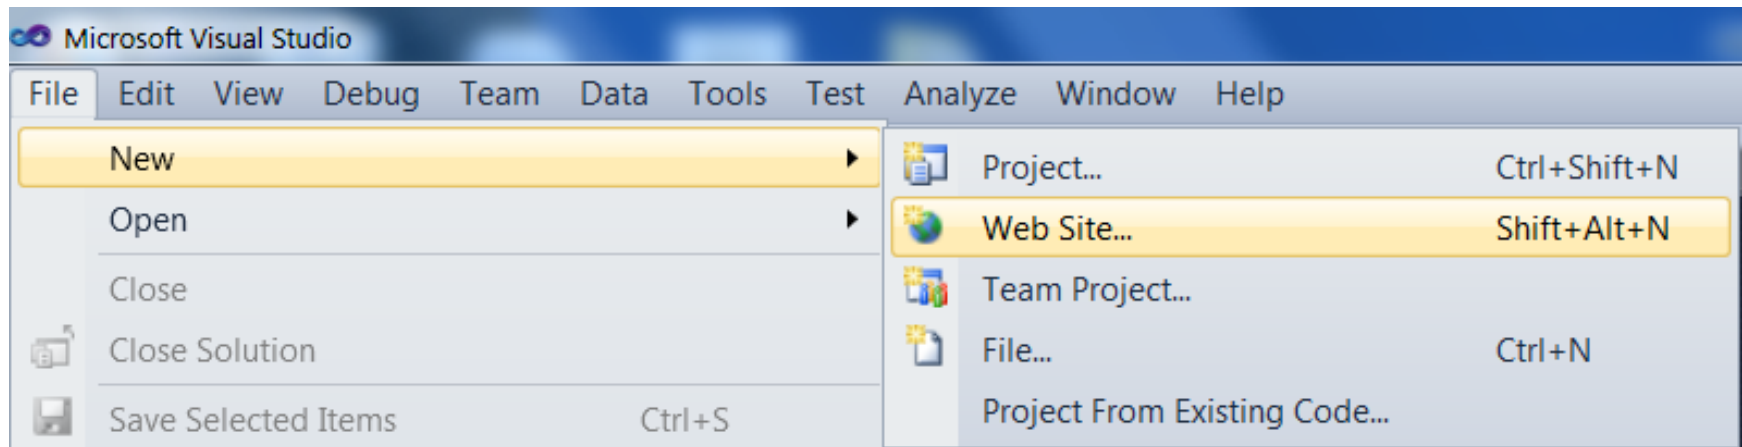 Microsoft Visual Studio
File Edit View Debug Team Data Tools Test Analyze Window Help
New
Open
Close
Close Solution
Save Selected Items Ctrl+S
Project... Ctrl+Shift+N
Web Site... Shift+Alt+N
Team Project...
File... Ctrl+N
Project From Existing Code...